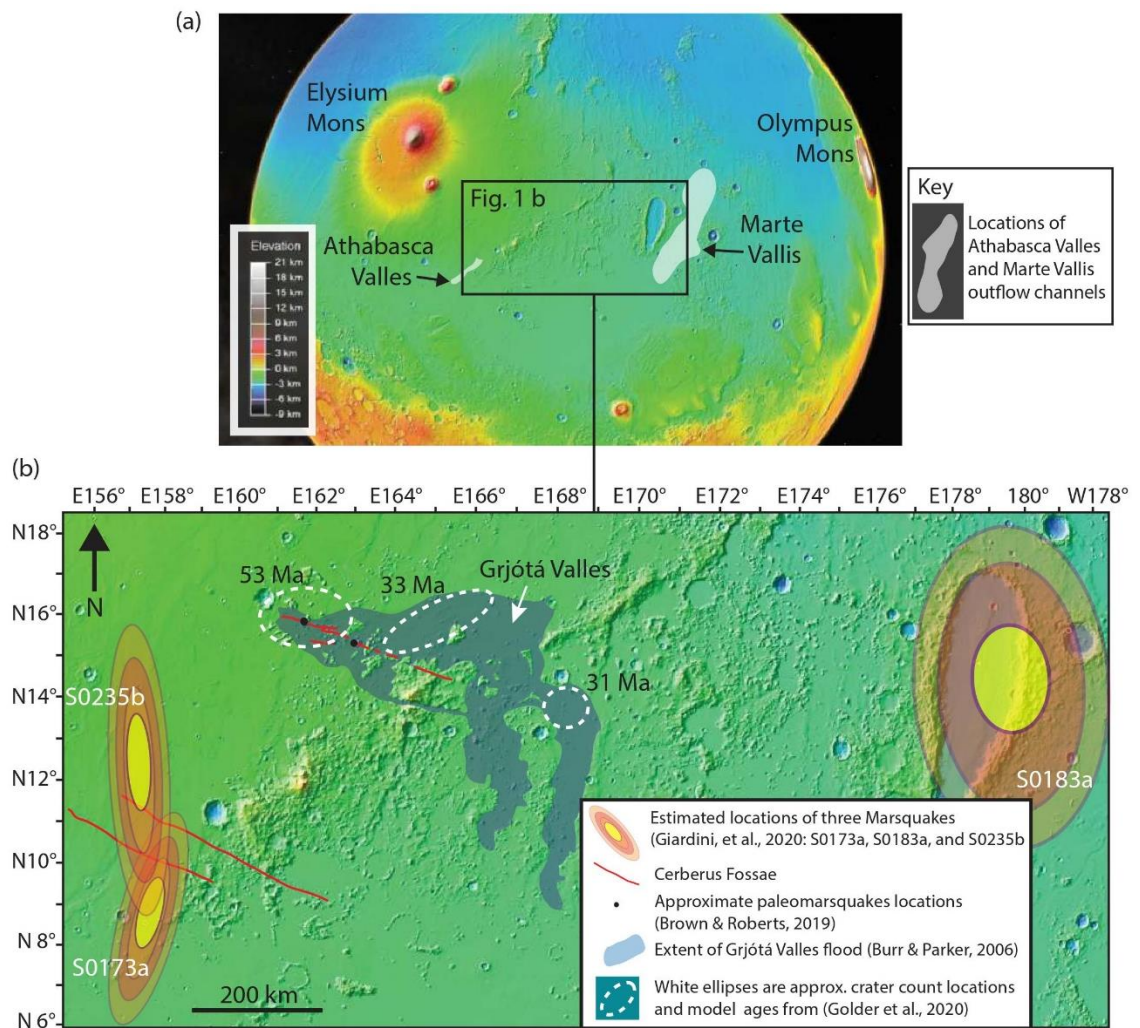 (a)
Elysium
Mons
Olympus
Mons
Fig. 1 b
Athabasca
Valles
Marte
Vallis
Elevation
21 km
18 km
15 km
12 km
9 km
6 km
3 km
0 km
-3 km
-6 km
-9 km
Key
Locations of
Athabasca Valles
and Marte Vallis
outflow channels
(b)
E156° E158° E160° E162° E164° E166° E168° E170° E172° E174° E176° E178° 180° W178°
N18°
N16°
N14°
N12°
N10°
N 8°
N 6°
N
53 Ma
33 Ma
Grjótá Valles
31 Ma
S0235b
S0173a
S0183a
200 km
Estimated locations of three Marsquakes
(Giardini, et al., 2020: S0173a, S0183a, and S0235b)
Cerberus Fossae
Approximate paleomarsquakes locations
(Brown & Roberts, 2019)
Extent of Grjótá Valles flood (Burr & Parker, 2006)
White ellipses are approx. crater count locations
and model ages from (Golder et al., 2020)